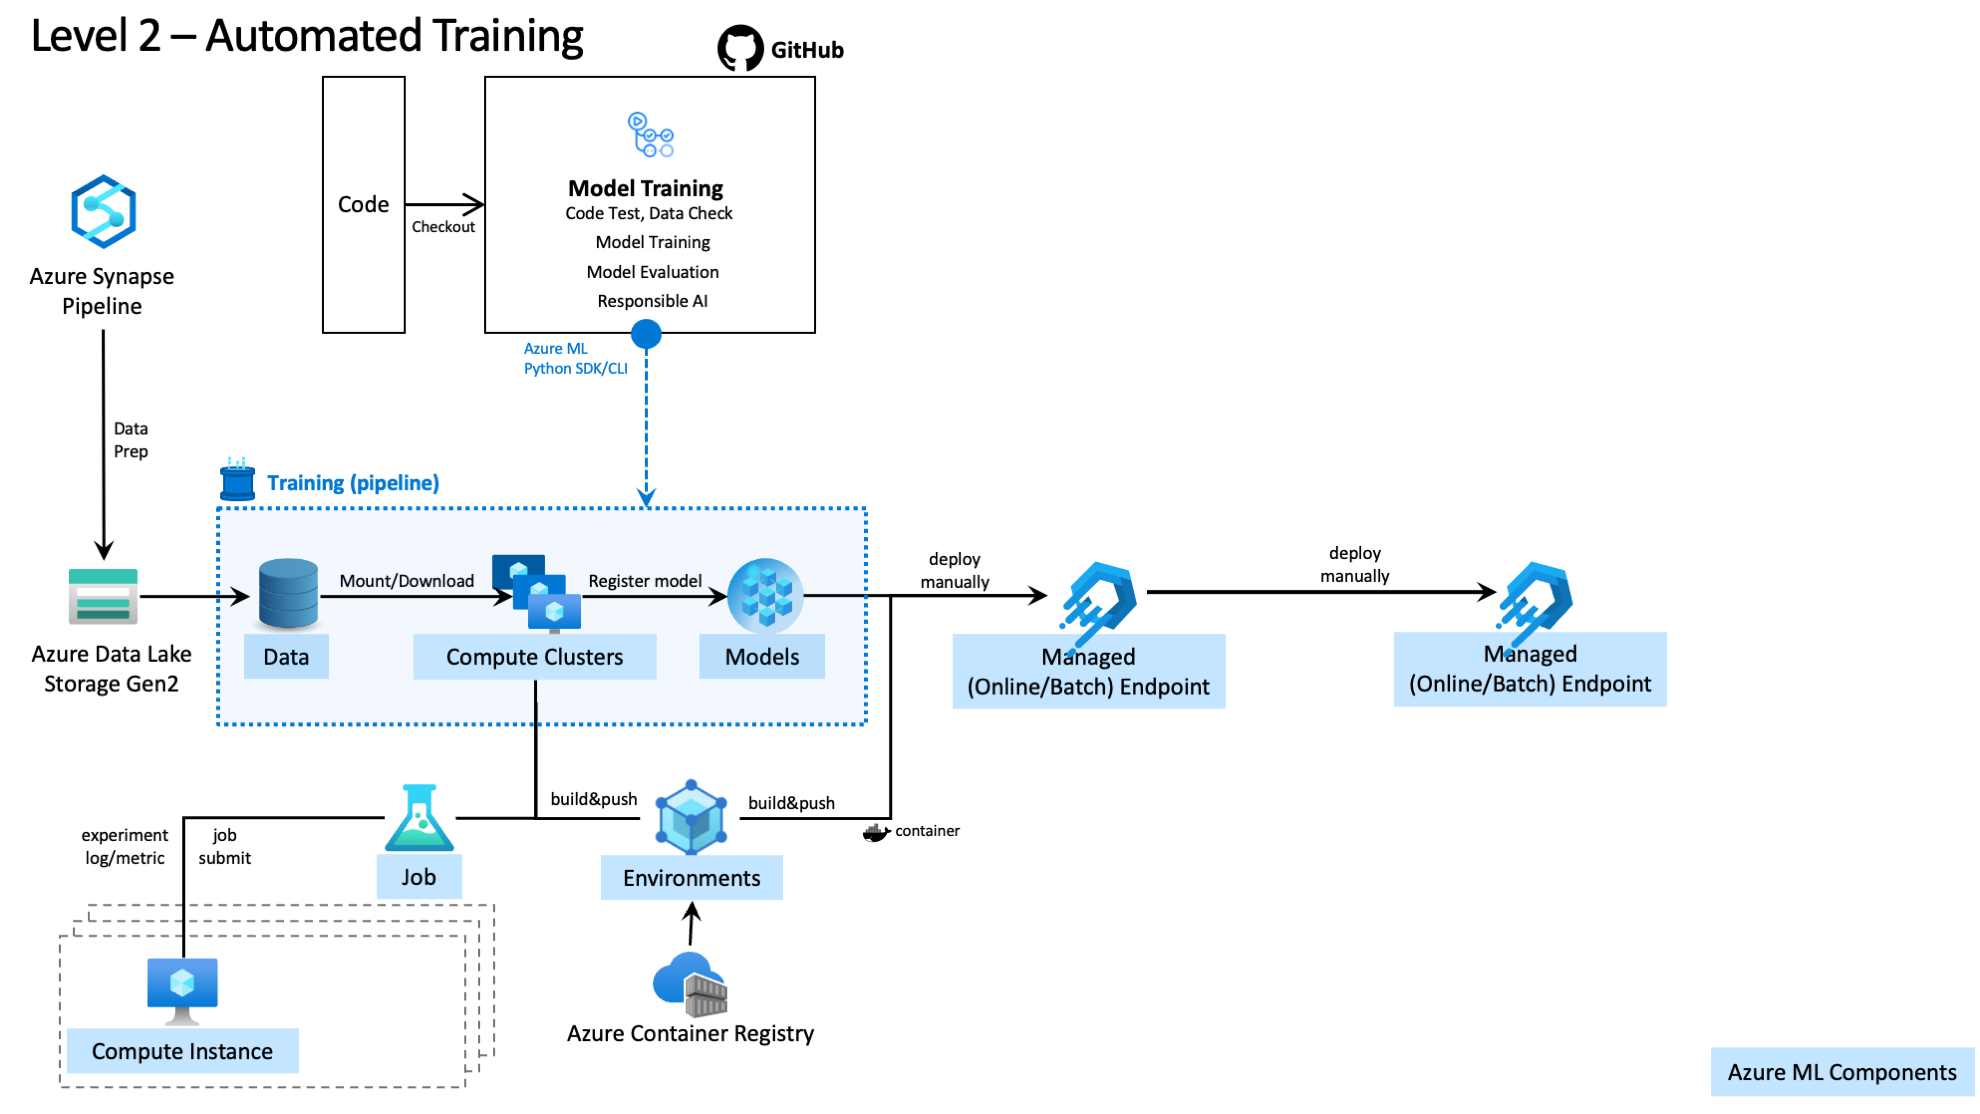 Level 2 – Automated Training
GitHub
Code
Checkout
Model Training
Code Test, Data Check
Model Training
Model Evaluation
Responsible AI
Azure Synapse
Pipeline
Azure ML
Python SDK/CLI
Data
Prep
Training (pipeline)
Mount/Download
Register model
deploy
manually
deploy
manually
Azure Data Lake
Storage Gen2
Data
Compute Clusters
Models
Managed
(Online/Batch) Endpoint
Managed
(Online/Batch) Endpoint
build&push
build&push
container
experiment
log/metric
job
submit
Job
Environments
Azure Container Registry
Compute Instance
Azure ML Components